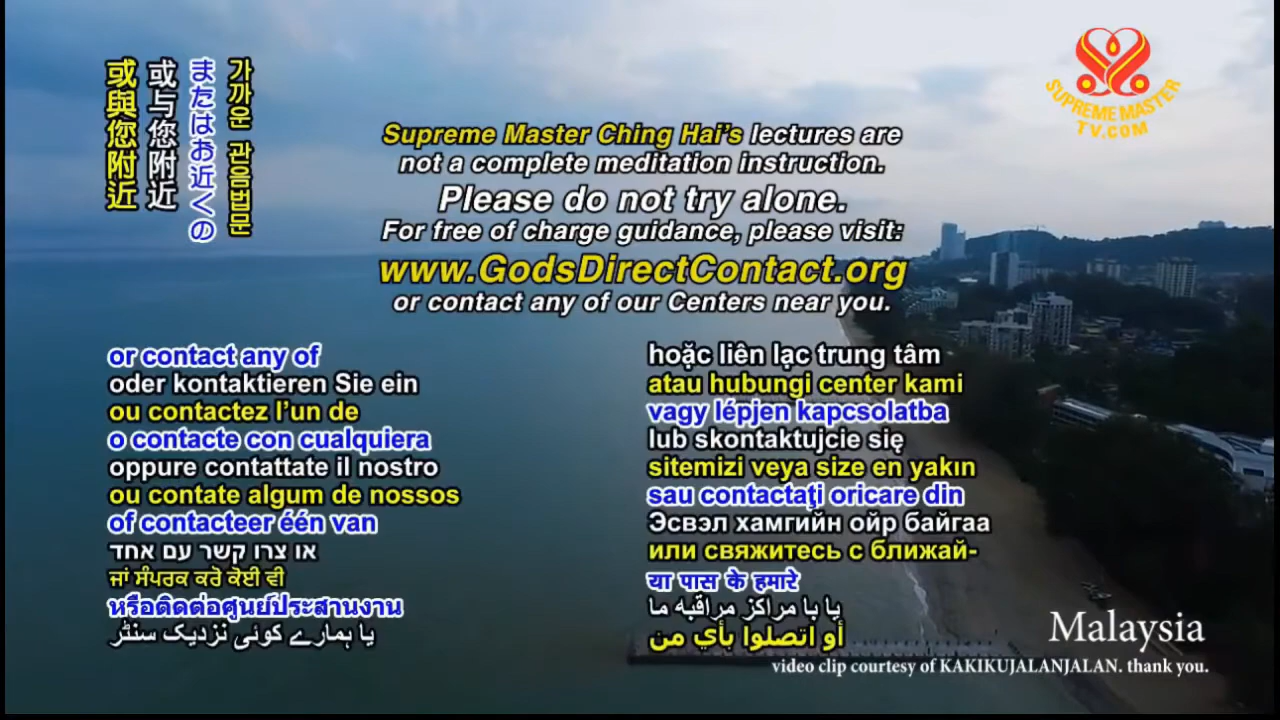 或與您附近
或与您附近
またはお近くの
가까운 관음법문
SUPREME MASTER
TV.COM
Supreme Master Ching Hai's lectures are
not a complete meditation instruction.
Please do not try alone.
For free of charge guidance, please visit:
www.GodsDirectContact.org
or contact any of our Centers near you.
or contact any of
oder kontaktieren Sie ein
ou contactez l'un de
o contacte con cualquiera
oppure contattate il nostro
ou contate algum de nossos
of contacteer één van
או צרו קשר עם אחד
ਜਾਂ ਸੰਪਰਕ ਕਰੋ ਕੋਈ ਵੀ
หรือติดต่อศูนย์ประสานงาน
یا ہمارے کوئی نزدیک سنٹر
hoặc liên lạc trung tâm
atau hubungi center kami
vagy lépjen kapcsolatba
lub skontaktujcie się
sitemizi veya size en yakın
sau contactaţi oricare din
Эсвэл хамгийн ойр байгаа
или свяжитесь с ближай-
या पास के हमारे
یا با مراکز مراقبه ما
أو اتصلوا بأي من
Malaysia
video clip courtesy of KAKIKUJALANJALAN. thank you.